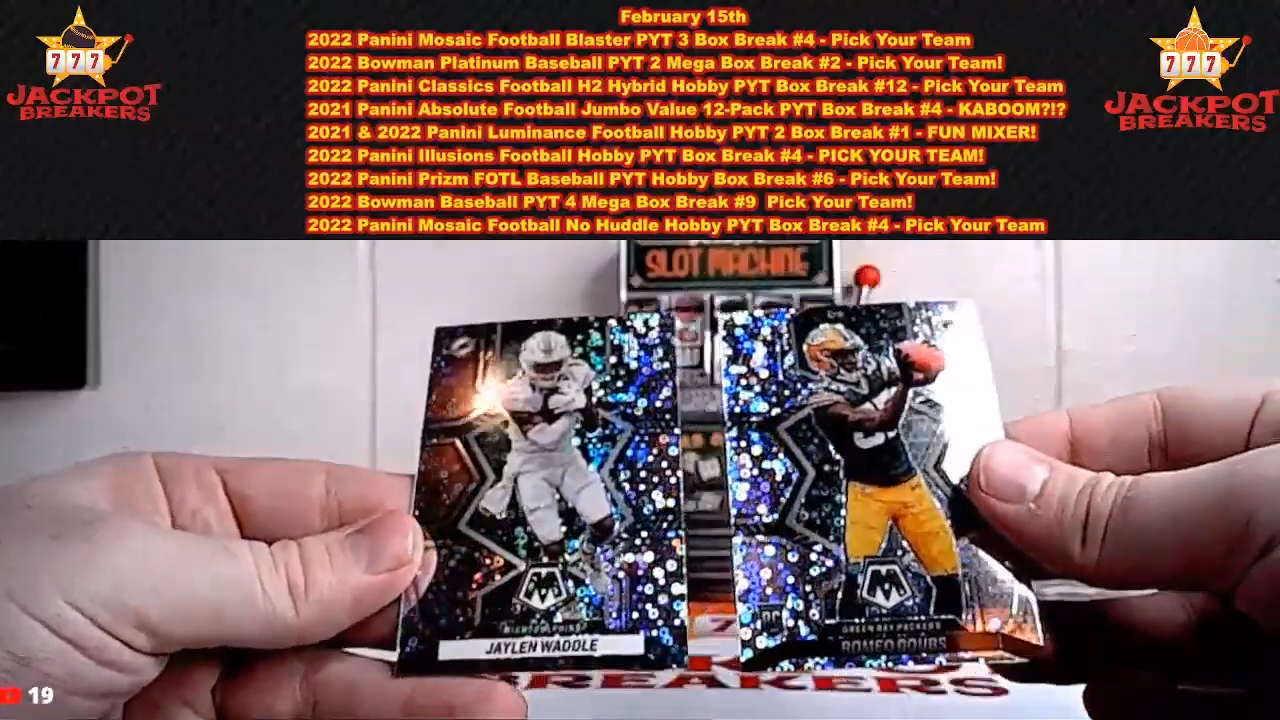 February 15th
2022 Panini Mosaic Football Blaster PYT 3 Box Break #4 - Pick Your Team
2022 Bowman Platinum Baseball PYT 2 Mega Box Break #2 - Pick Your Team!
2022 Panini Classics Football H2 Hybrid Hobby PYT Box Break #12 - Pick Your Team
2021 Panini Absolute Football Jumbo Value 12-Pack PYT Box Break #4 - KABOOM?!?
2021 & 2022 Panini Luminance Football Hobby PYT 2 Box Break #1 - FUN MIXER!
2022 Panini Illusions Football Hobby PYT Box Break #4 - PICK YOUR TEAM!
2022 Panini Prizm FOTL Baseball PYT Hobby Box Break #6 - Pick Your Team!
2022 Bowman Baseball PYT 4 Mega Box Break #9 Pick Your Team!
2022 Panini Mosaic Football No Huddle Hobby PYT Box Break #4 - Pick Your Team
777
JACKPOT
BREAKERS
777
JACKPOT
BREAKERS
SLOT MACHINE
MIAMI DOLPHINS
JAYLEN WADDLE
RC
GREEN BAY PACKERS
ROMEO DOUBS
7
BREAKERS
19